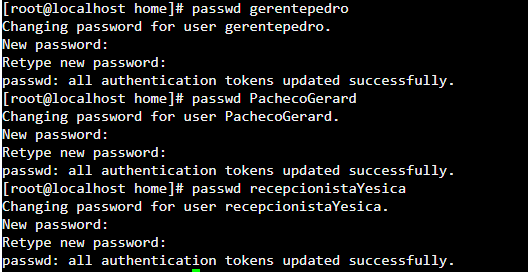 [root@localhost home]# passwd gerentepedro
Changing password for user gerentepedro.
New password:
Retype new password:
passwd: all authentication tokens updated successfully.
[root@localhost home]# passwd PachecoGerard
Changing password for user PachecoGerard.
New password:
Retype new password:
passwd: all authentication tokens updated successfully.
[root@localhost home]# passwd recepcionistaYesica
Changing password for user recepcionistaYesica.
New password:
Retype new password:
passwd: all authentication tokens updated successfully.